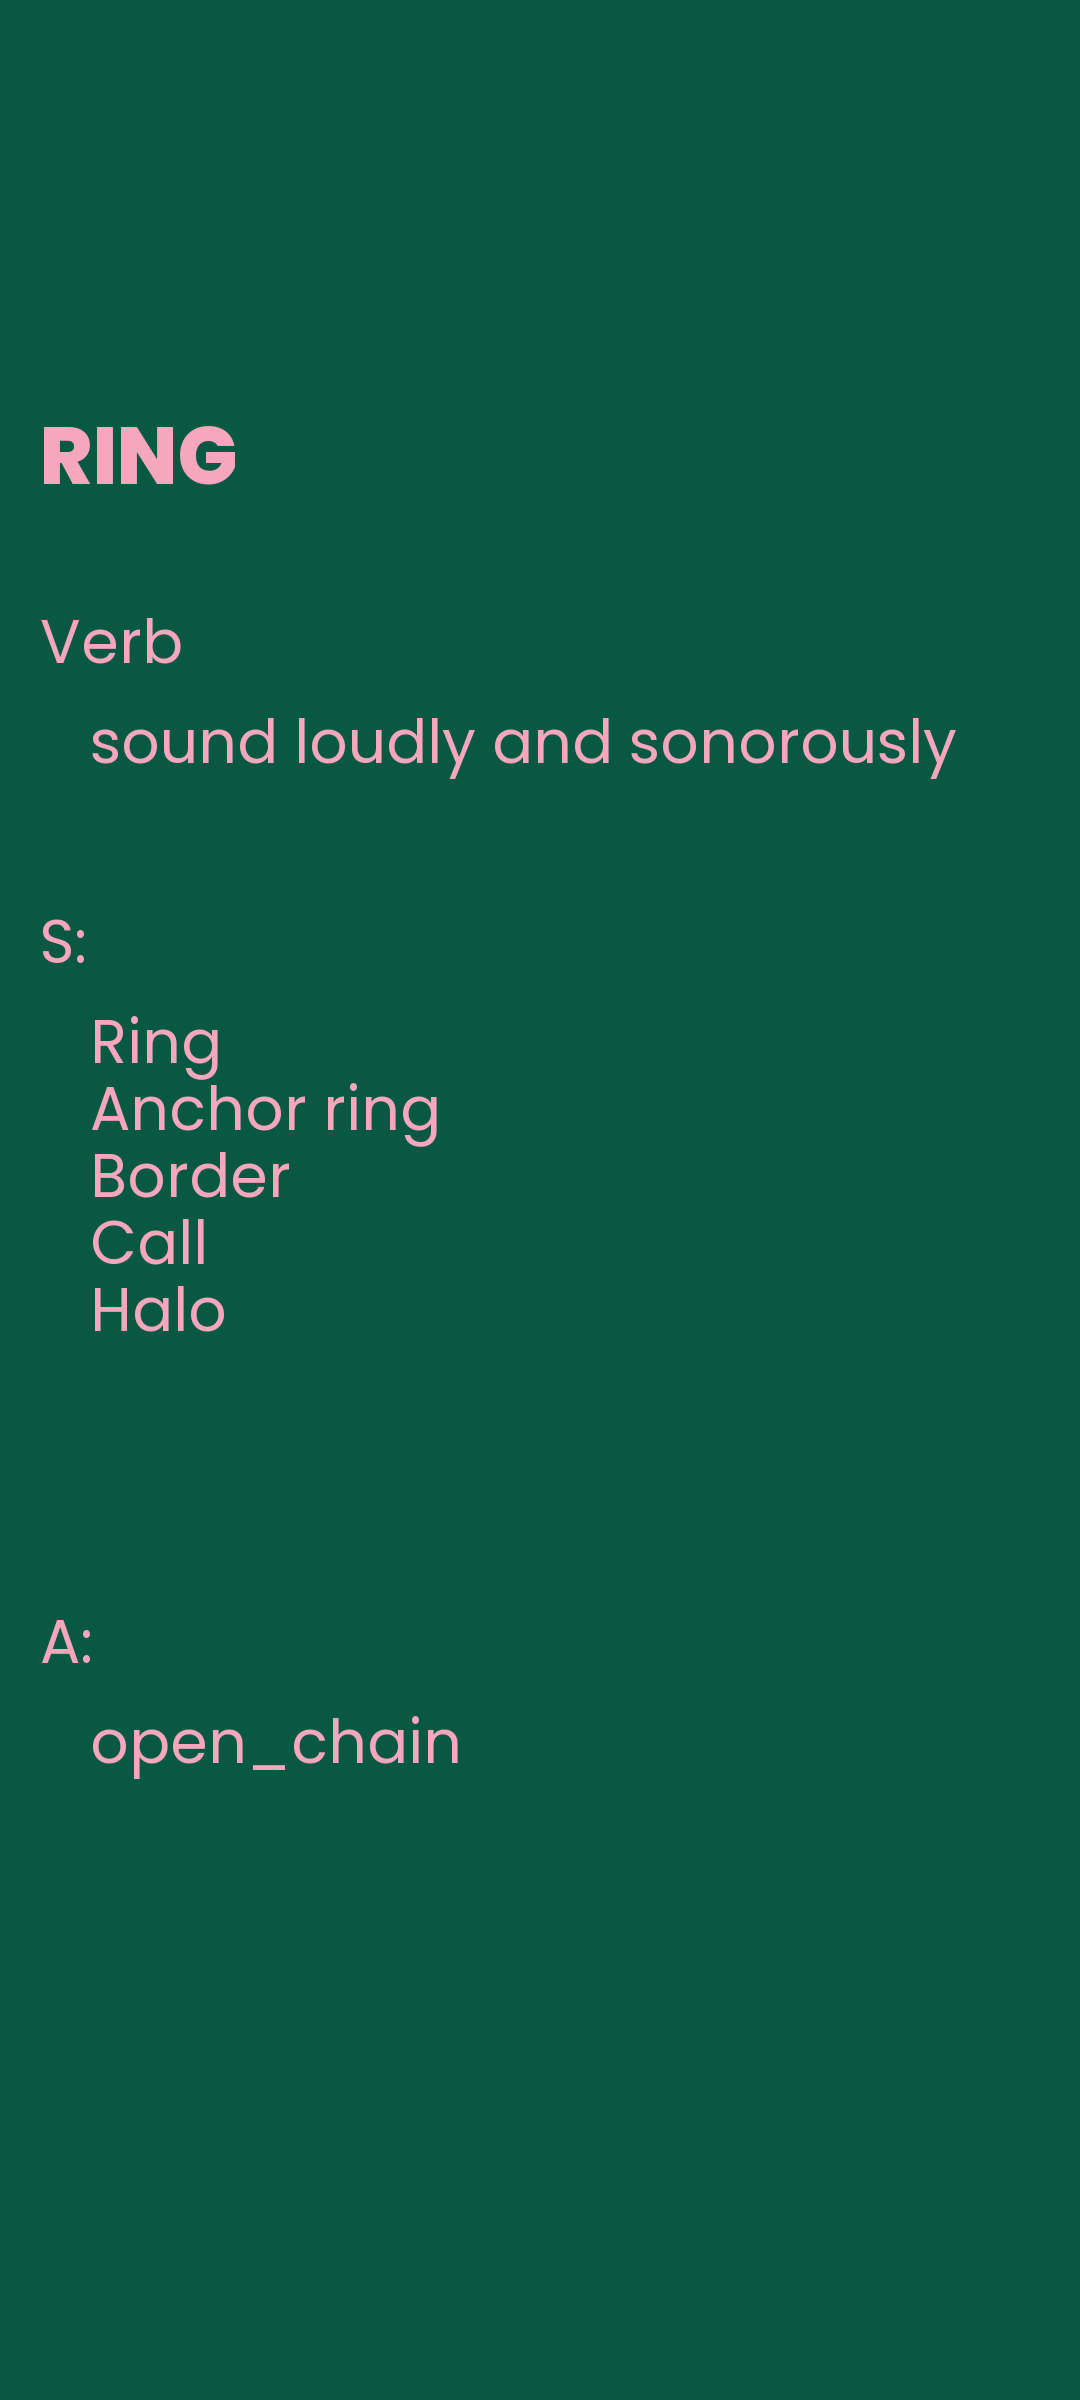 RING
Verb
sound loudly and sonorously
S:
Ring
Anchor ring
Border
Call
Halo
A:
open_chain